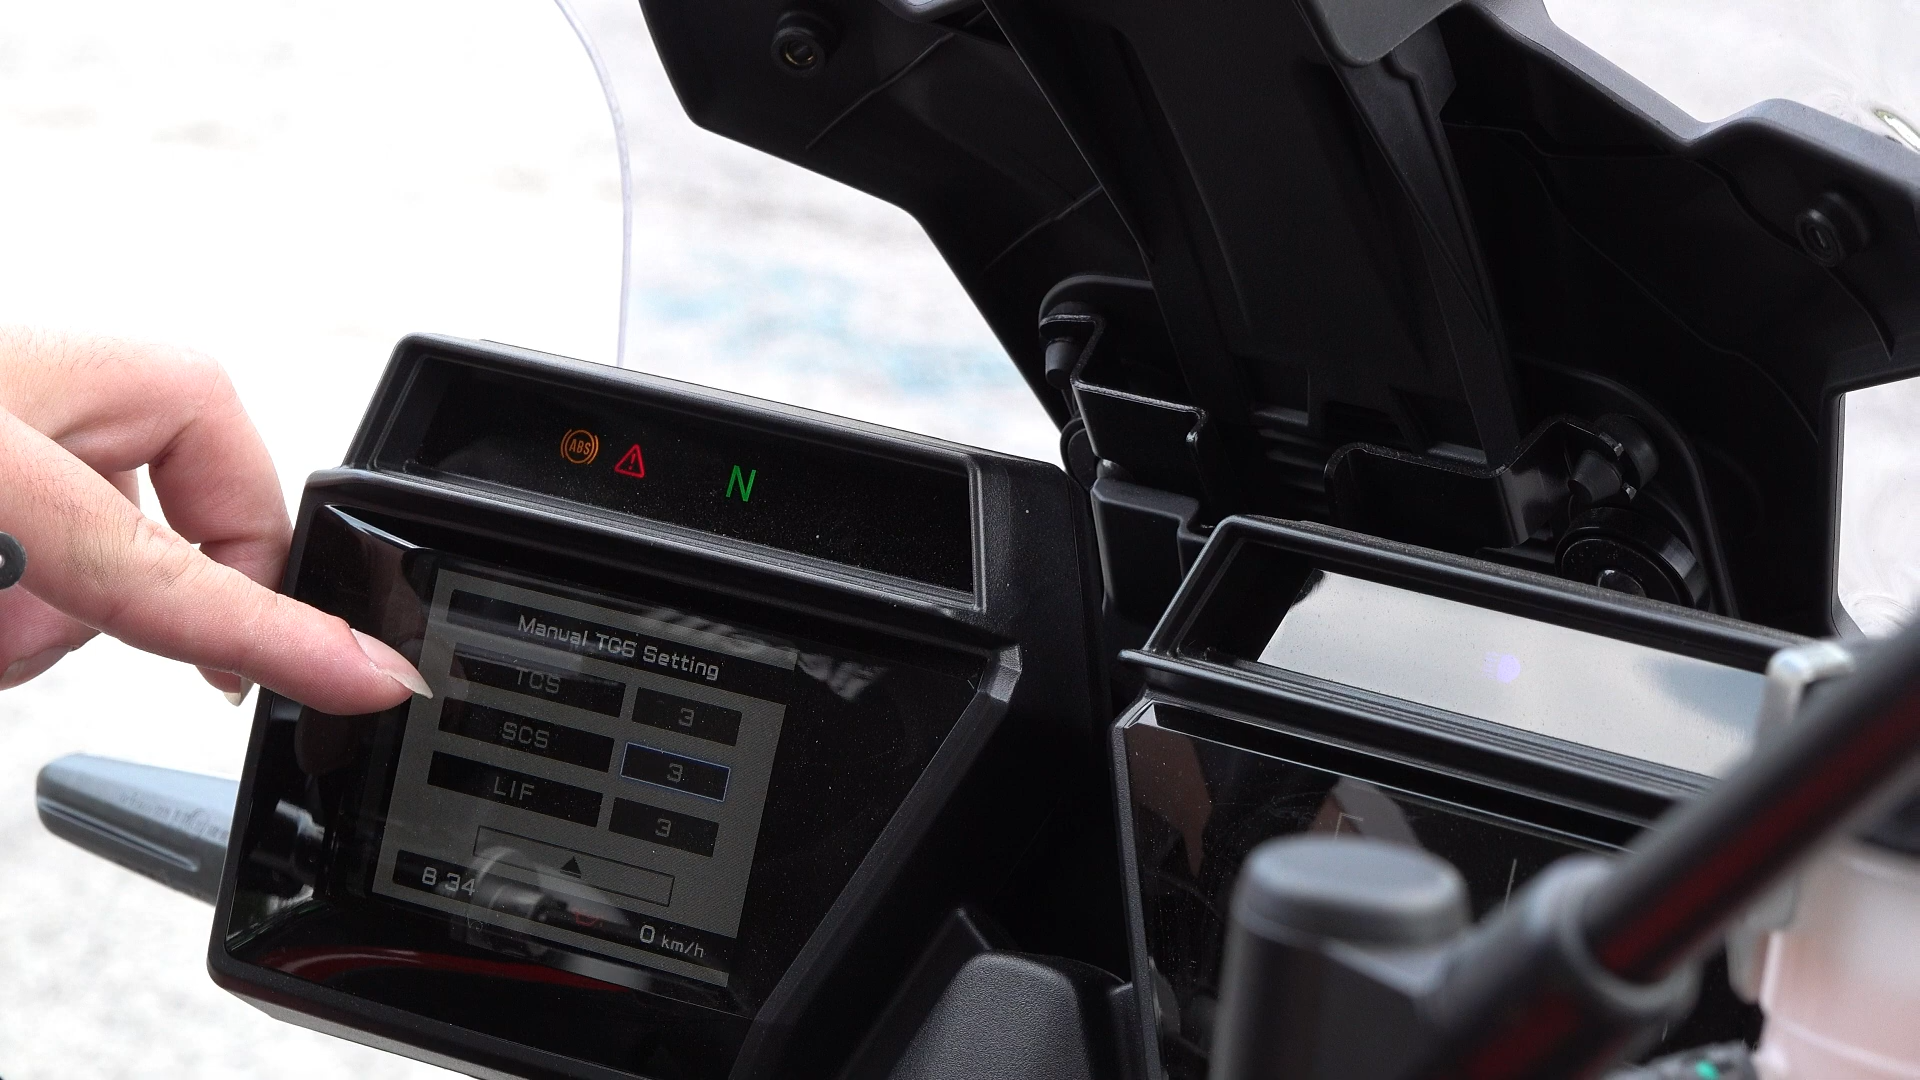 ABS
N
Manual TCS Setting
TCS 3
SCS 3
LIF 3
8 34
0 km/h